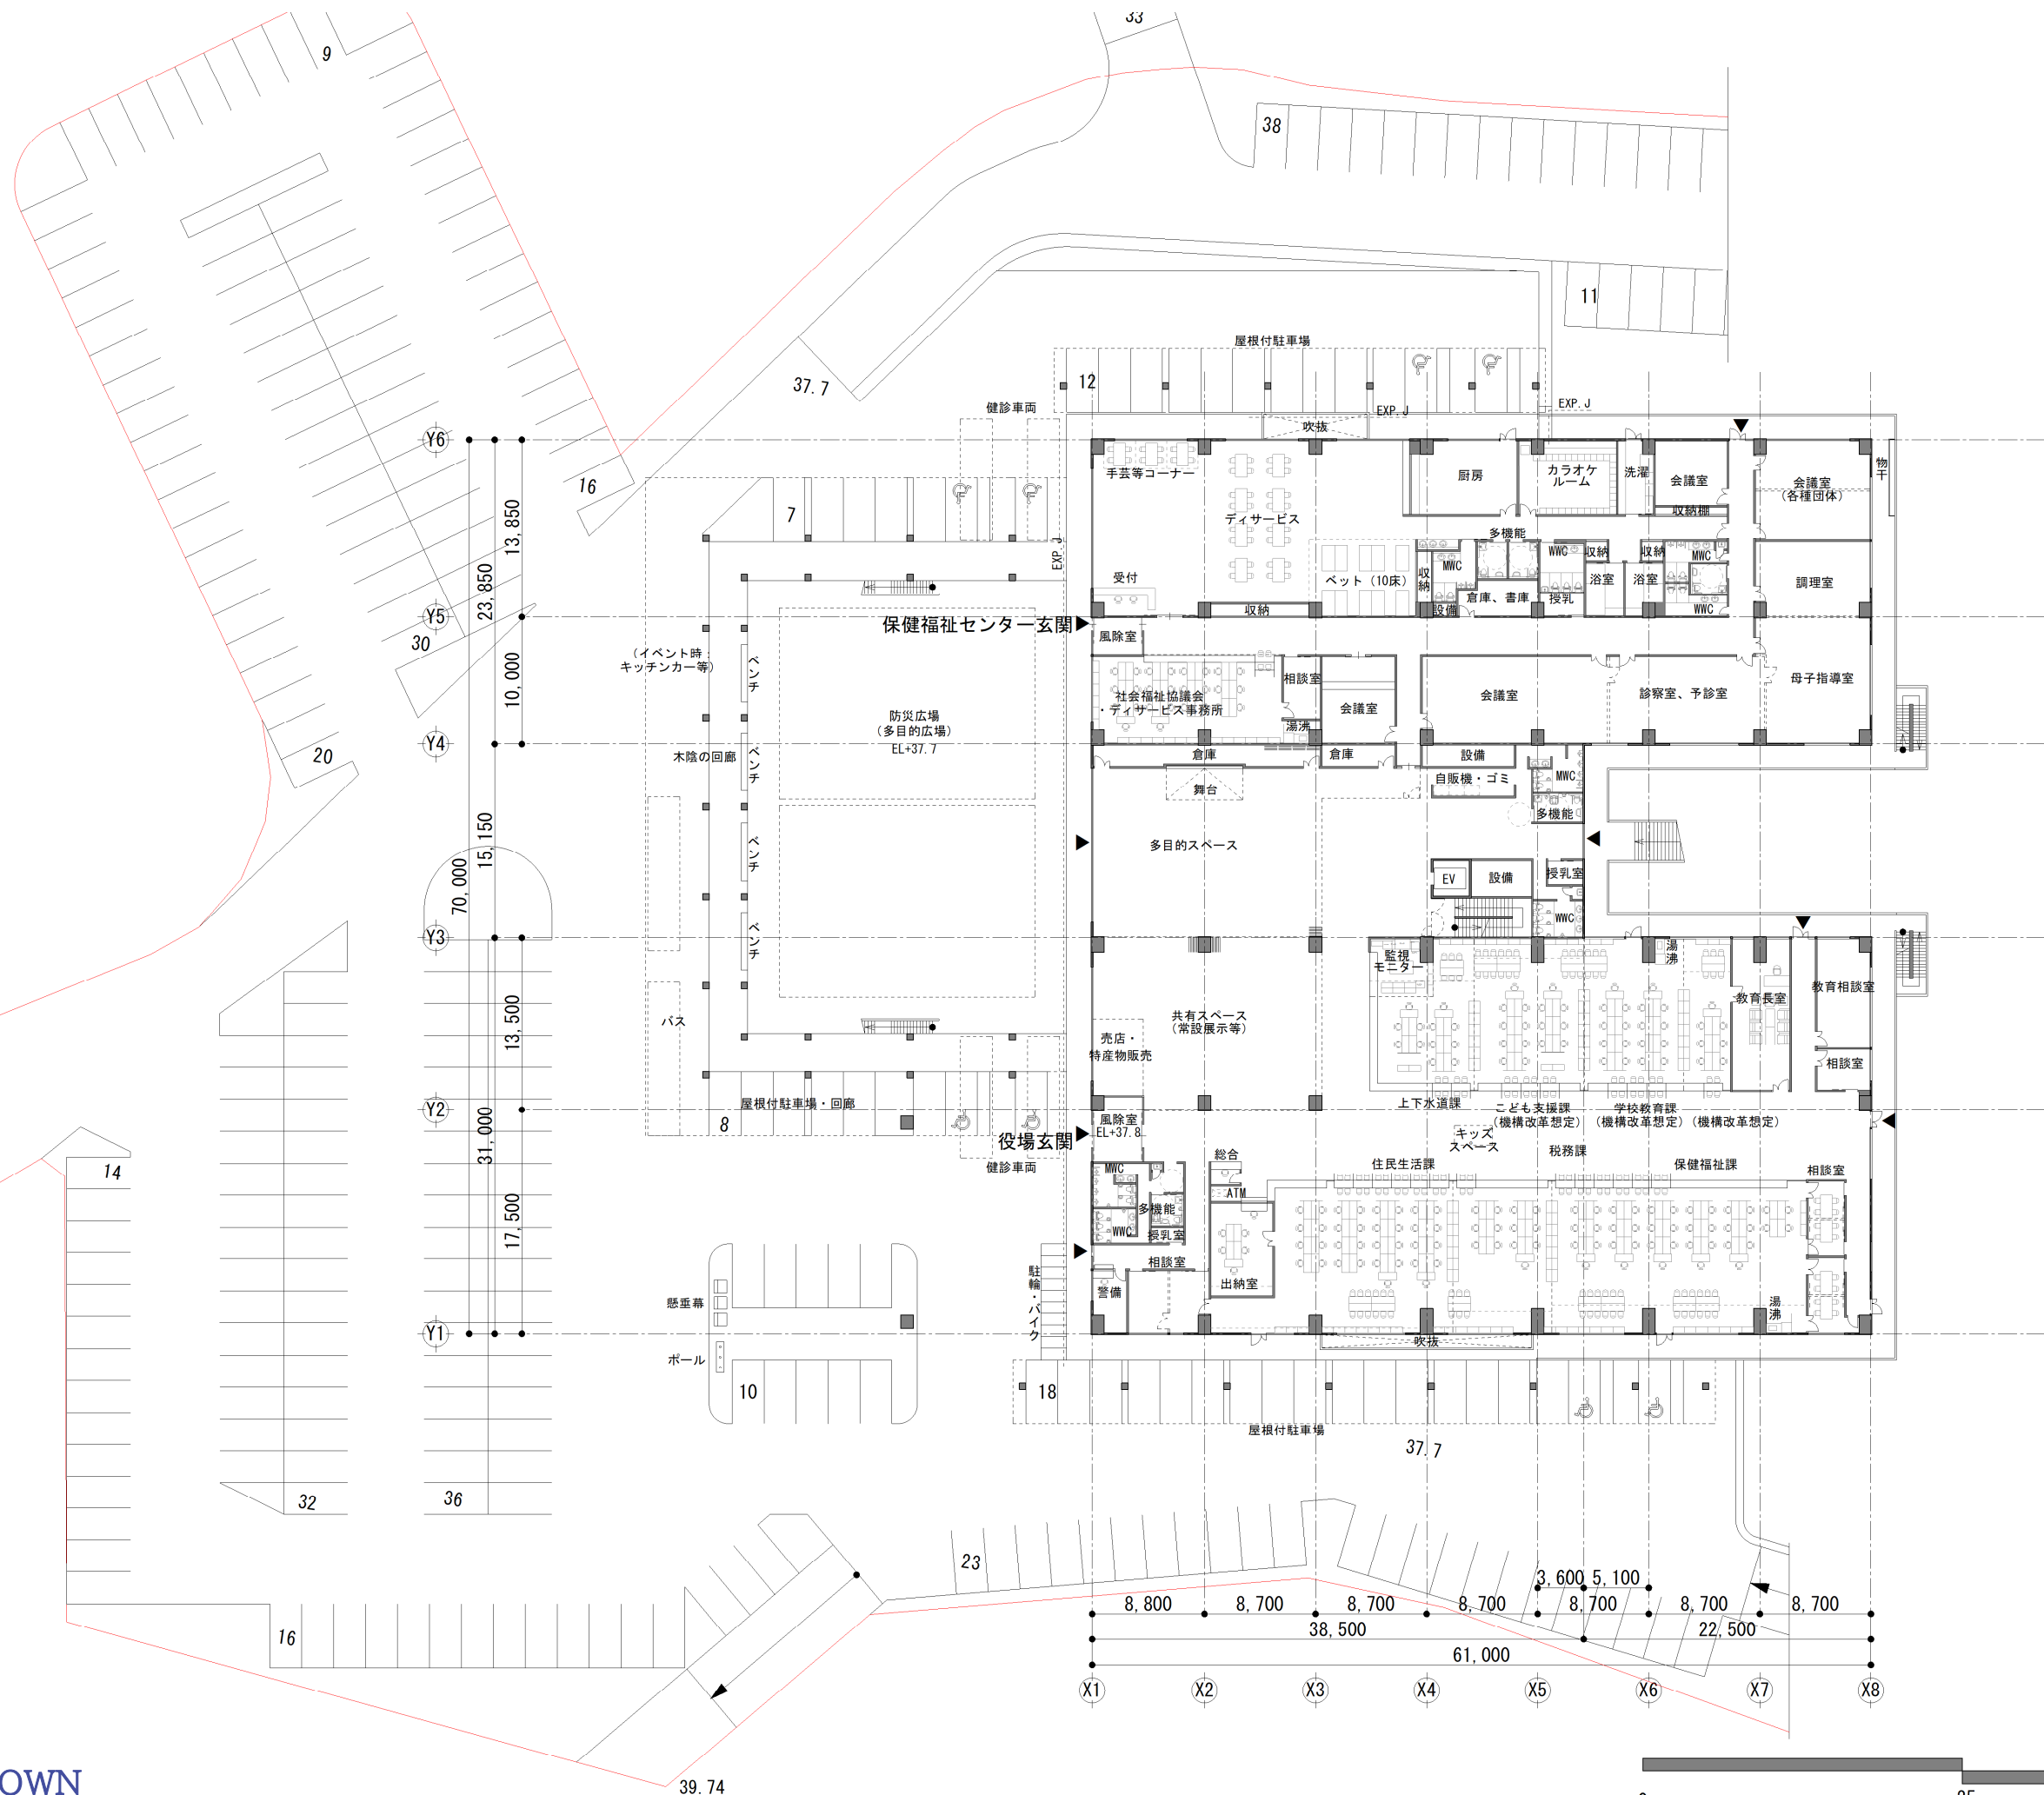 9
33
38
11
屋根付駐車場
12
37.7
健診車両
EXP.J
EXP.J
吹抜
Y6
16
7
手芸等コーナー
ディサービス
厨房
カラオケ
ルーム
洗濯
会議室
収納棚
会議室
(各種団体)
物干
13,850
23,850
EXP.J
受付
ベット(10床)
収納
多機能
MWC
WWC
収納
収納
MWC
浴室
浴室
調理室
倉庫、書庫
授乳
WWC
設備
収納
Y5
30
保健福祉センター玄関
風除室
(イベント時:
キッチンカー等)
ベンチ
10,000
防災広場
(多目的広場)
EL+37.7
社会福祉協議会
・ディサービス事務所
相談室
湯沸
会議室
会議室
診察室、予診室
母子指導室
Y4
20
木陰の回廊
ベンチ
倉庫
倉庫
設備
舞台
自販機・ゴミ
MWC
多機能
15,150
70,000
ベンチ
多目的スペース
EV
設備
授乳室
WWC
Y3
ベンチ
監視
モニター
湯沸
教育長室
教育相談室
相談室
13,500
バス
共有スペース
(常設展示等)
売店・
特産物販売
Y2
屋根付駐車場・回廊
8
風除室
EL+37.8
役場玄関
健診車両
上下水道課
こども支援課
(機構改革想定)
学校教育課
(機構改革想定)
(機構改革想定)
キッズ
スペース
税務課
31,000
14
総合
ATM
住民生活課
保健福祉課
相談室
MWC
多機能
WWC
授乳室
17,500
相談室
警備
出納室
湯沸
駐輪・バイク
懸垂幕
Y1
ポール
吹抜
10
18
屋根付駐車場
37.7
32
36
23
3,600
5,100
8,800
8,700
8,700
8,700
8,700
8,700
8,700
38,500
22,500
61,000
16
X1
X2
X3
X4
X5
X6
X7
X8
OWN
39.74